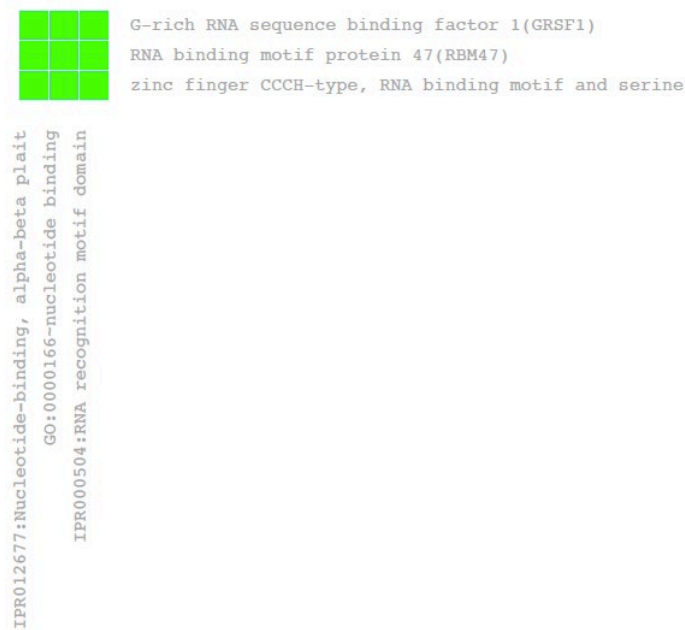 G-rich RNA sequence binding factor 1(GRSF1)
RNA binding motif protein 47(RBM47)
zinc finger CCCH-type, RNA binding motif and serine
IPR012677:Nucleotide-binding, alpha-beta plait
GO:0000166~nucleotide binding
IPR000504:RNA recognition motif domain